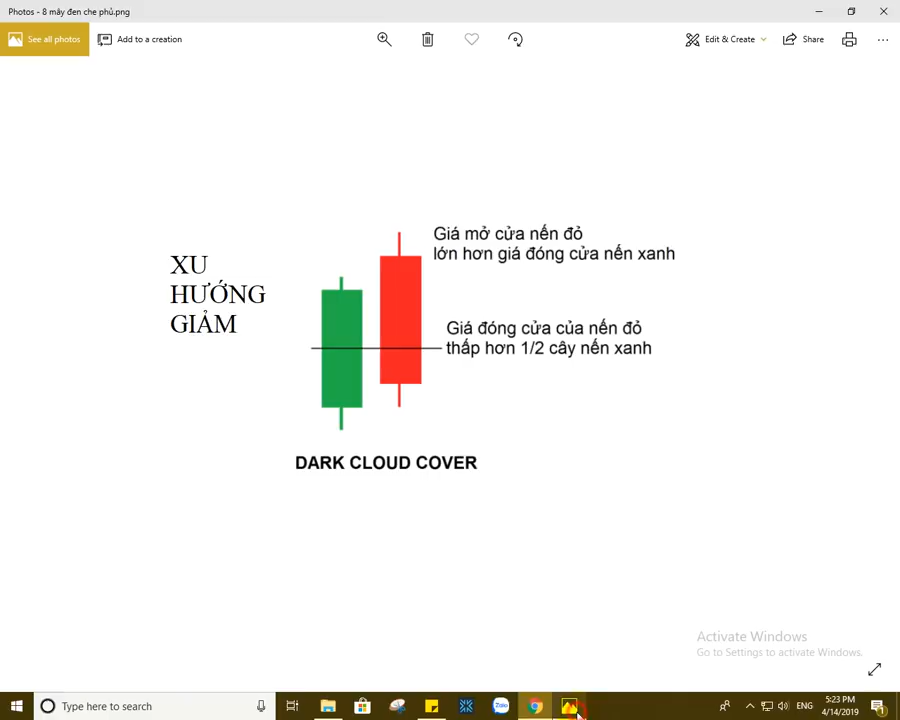 Photos - 8 mây đen che phủ.png
See all photos
Add to a creation
Edit & Create
Share
Giá mở cửa nến đỏ
lớn hơn giá đóng cửa nến xanh
XU
HƯỚNG
GIẢM
Giá đóng cửa của nến đỏ
thấp hơn 1/2 cây nến xanh
DARK CLOUD COVER
Activate Windows
Go to Settings to activate Windows.
Type here to search
Zalo
ENG
5:23 PM
4/14/2019
1